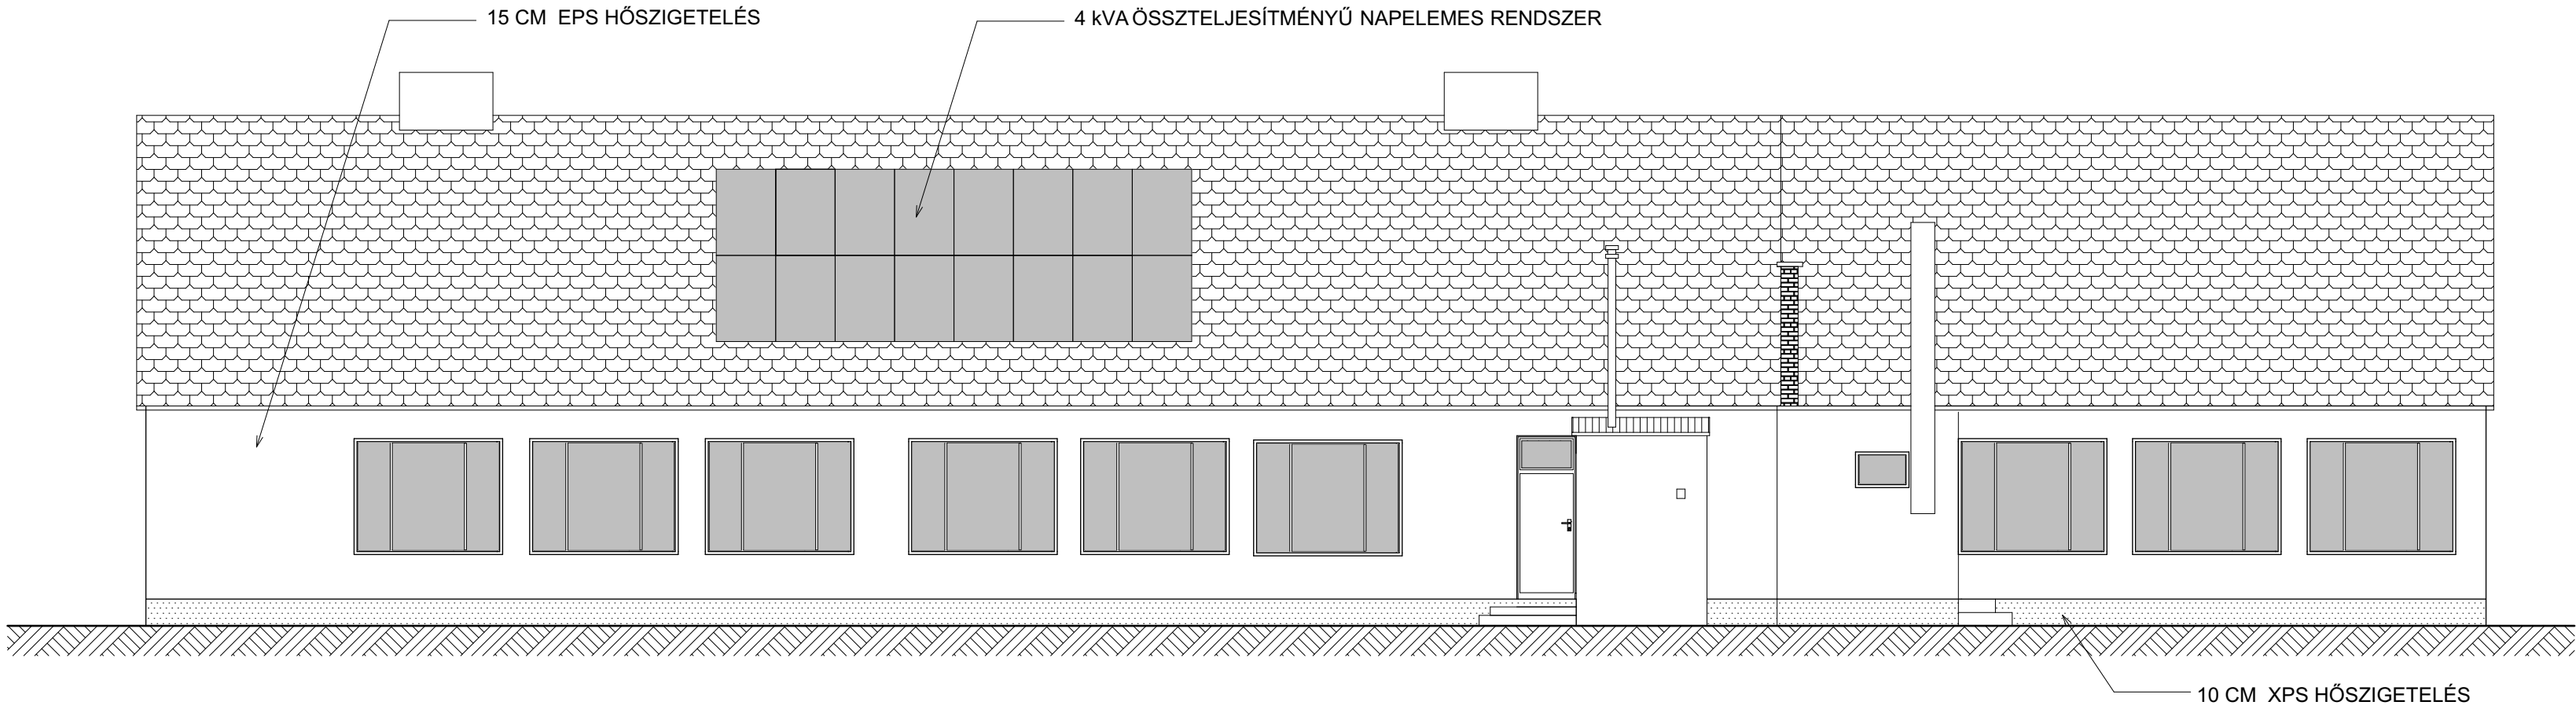 15 CM EPS HŐSZIGETELÉS
4 kVA ÖSSZTELJESÍTMÉNYŰ NAPELEMES RENDSZER
10 CM XPS HŐSZIGETELÉS